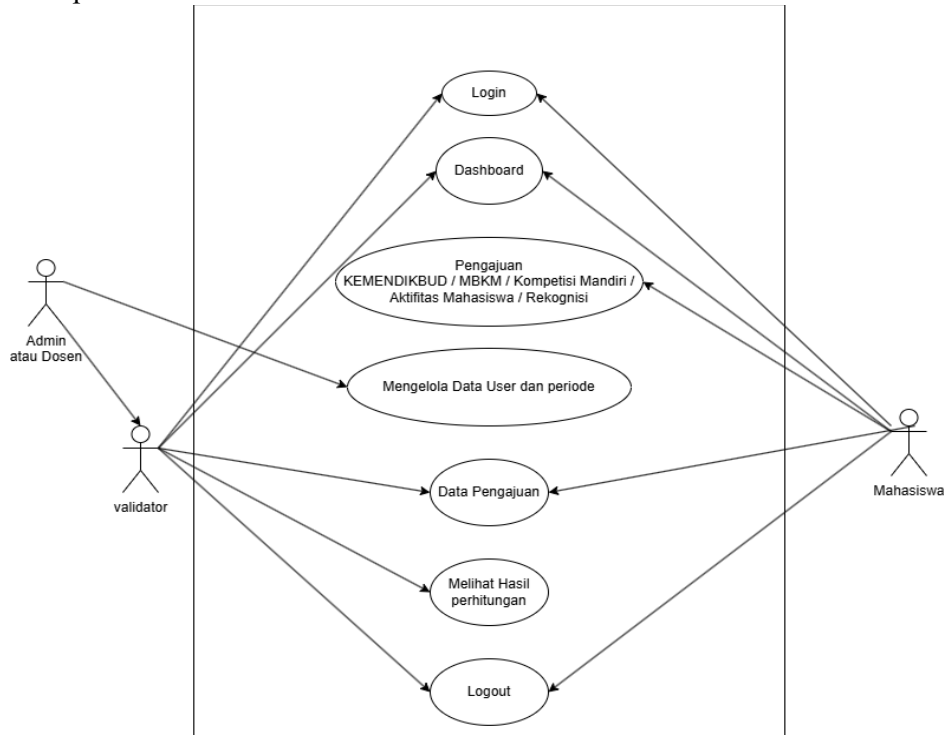 Login
Dashboard
Pengajuan
KEMENDIKBUD / MBKM / Kompetisi Mandiri /
Aktifitas Mahasiswa / Rekognisi
Admin
atau Dosen
Mengelola Data User dan periode
validator
Data Pengajuan
Mahasiswa
Melihat Hasil
perhitungan
Logout